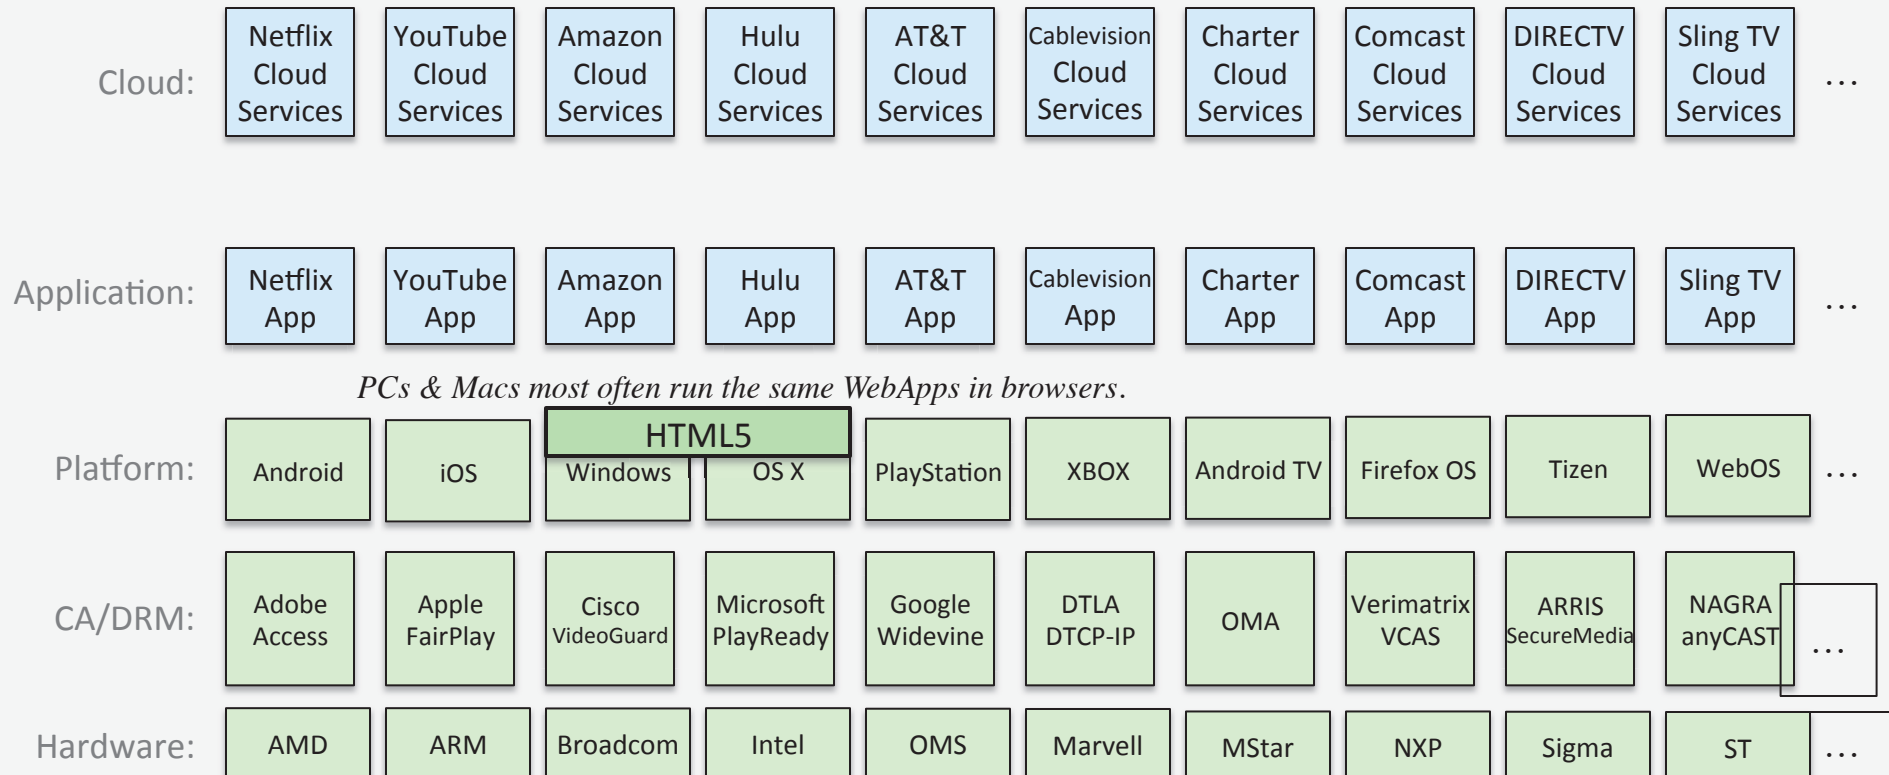 Cloud:
Netflix
Cloud
Services
YouTube
Cloud
Services
Amazon
Cloud
Services
Hulu
Cloud
Services
AT&T
Cloud
Services
Cablevision
Cloud
Services
Charter
Cloud
Services
Comcast
Cloud
Services
DIRECTV
Cloud
Services
Sling TV
Cloud
Services
...
Application:
Netflix
App
YouTube
App
Amazon
App
Hulu
App
AT&T
App
Cablevision
App
Charter
App
Comcast
App
DIRECTV
App
Sling TV
App
...
PCs & Macs most often run the same WebApps in browsers.
HTML5
Platform:
Android
iOS
Windows
OS X
PlayStation
XBOX
Android TV
Firefox OS
Tizen
WebOS
...
CA/DRM:
Adobe
Access
Apple
FairPlay
Cisco
VideoGuard
Microsoft
PlayReady
Google
Widevine
DTLA
DTCP-IP
OMA
Verimatrix
VCAS
ARRIS
SecureMedia
NAGRA
anyCAST
...
Hardware:
AMD
ARM
Broadcom
Intel
OMS
Marvell
MStar
NXP
Sigma
ST
...